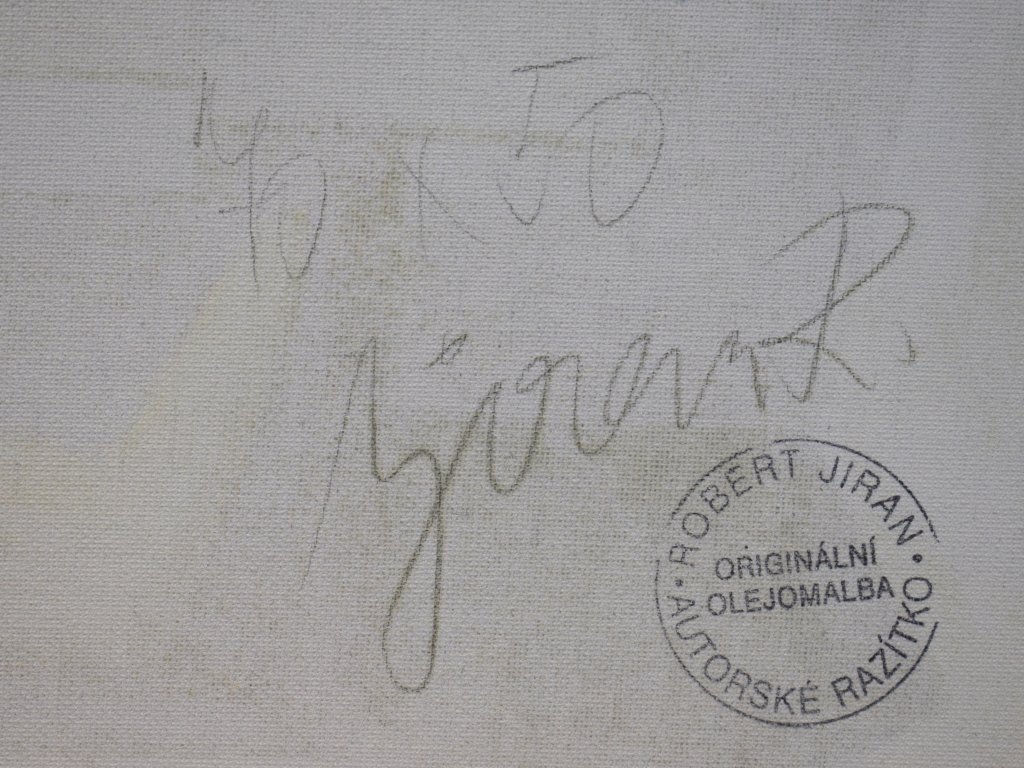 40 x 50
Jiran R.
ROBERT JIRAN
ORIGINÁLNÍ
OLEJOMALBA
AUTORSKÉ RAZÍTKO